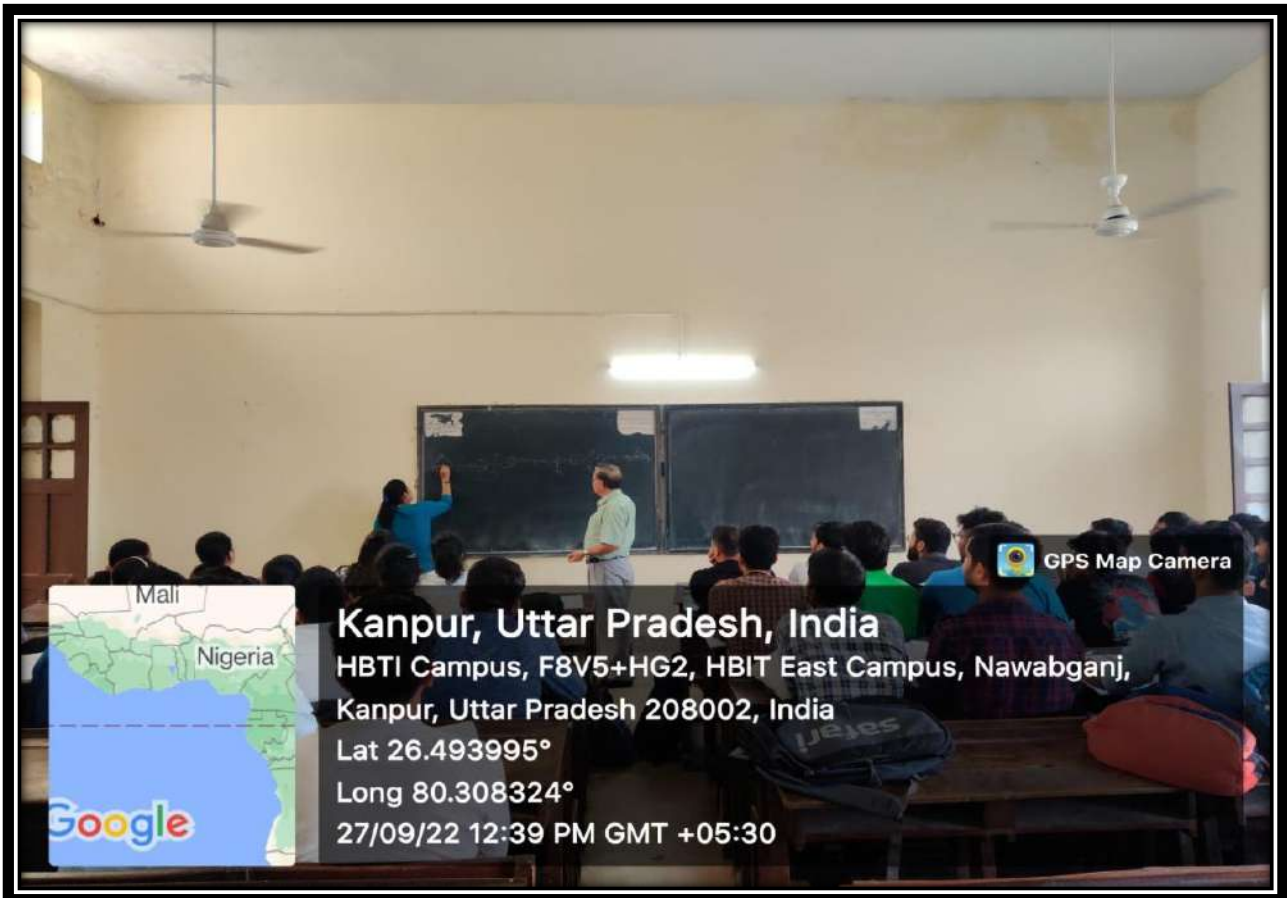 GPS Map Camera
Mali
Nigeria
Google
Kanpur, Uttar Pradesh, India
HBTI Campus, F8V5+HG2, HBIT East Campus, Nawabganj,
Kanpur, Uttar Pradesh 208002, India
Lat 26.493995°
Long 80.308324°
27/09/22 12:39 PM GMT +05:30
safari